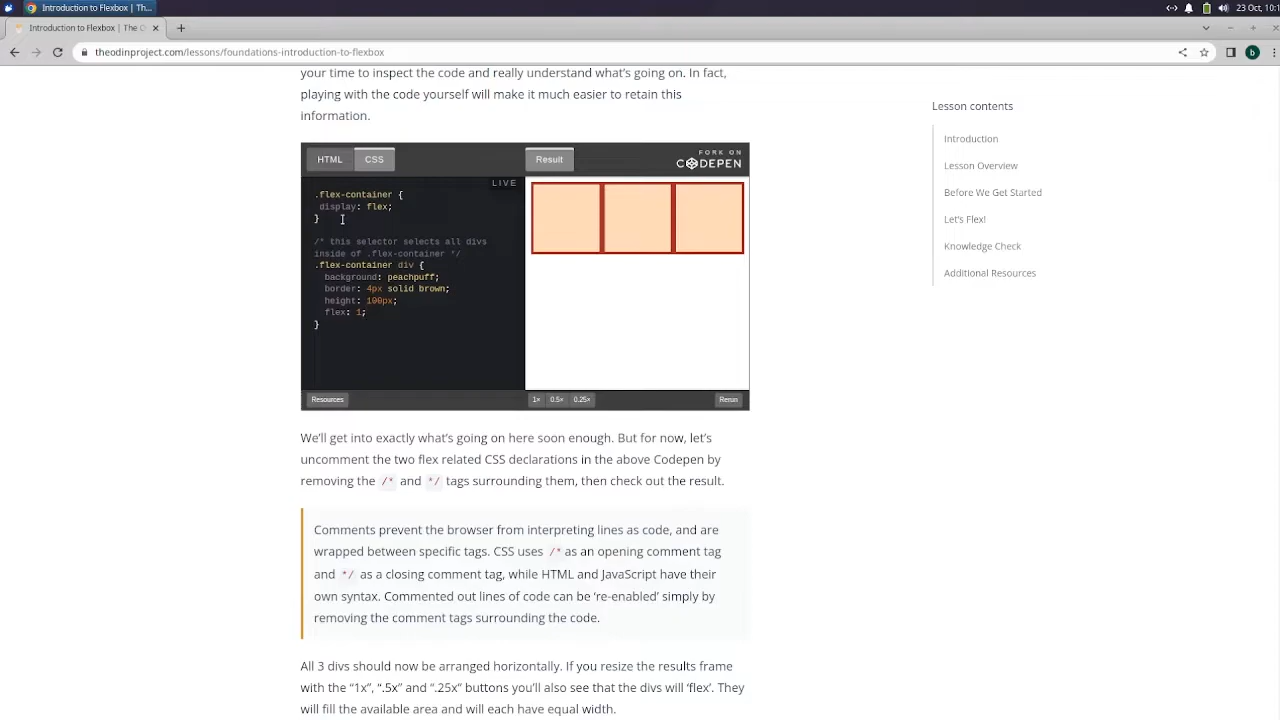 Introduction to Flexbox | Th...
23 Oct, 10:1
Introduction to Flexbox | The O
theodinproject.com/lessons/foundations-introduction-to-flexbox
b
your time to inspect the code and really understand what's going on. In fact,
playing with the code yourself will make it much easier to retain this
information.
HTML CSS Result
FORK ON
CODEPEN
LIVE
.flex-container {
display: flex;
}
/* this selector selects all divs
inside of .flex-container */
.flex-container div {
background: peachpuff;
border: 4px solid brown;
height: 100px;
flex: 1;
}
Resources 1× 0.5× 0.25× Rerun
We'll get into exactly what's going on here soon enough. But for now, let's
uncomment the two flex related CSS declarations in the above Codepen by
removing the /* and */ tags surrounding them, then check out the result.
Comments prevent the browser from interpreting lines as code, and are
wrapped between specific tags. CSS uses /* as an opening comment tag
and */ as a closing comment tag, while HTML and JavaScript have their
own syntax. Commented out lines of code can be ‘re-enabled’ simply by
removing the comment tags surrounding the code.
All 3 divs should now be arranged horizontally. If you resize the results frame
with the “1x”, “.5x” and “.25x” buttons you'll also see that the divs will ‘flex’. They
will fill the available area and will each have equal width.
Lesson contents
Introduction
Lesson Overview
Before We Get Started
Let's Flex!
Knowledge Check
Additional Resources